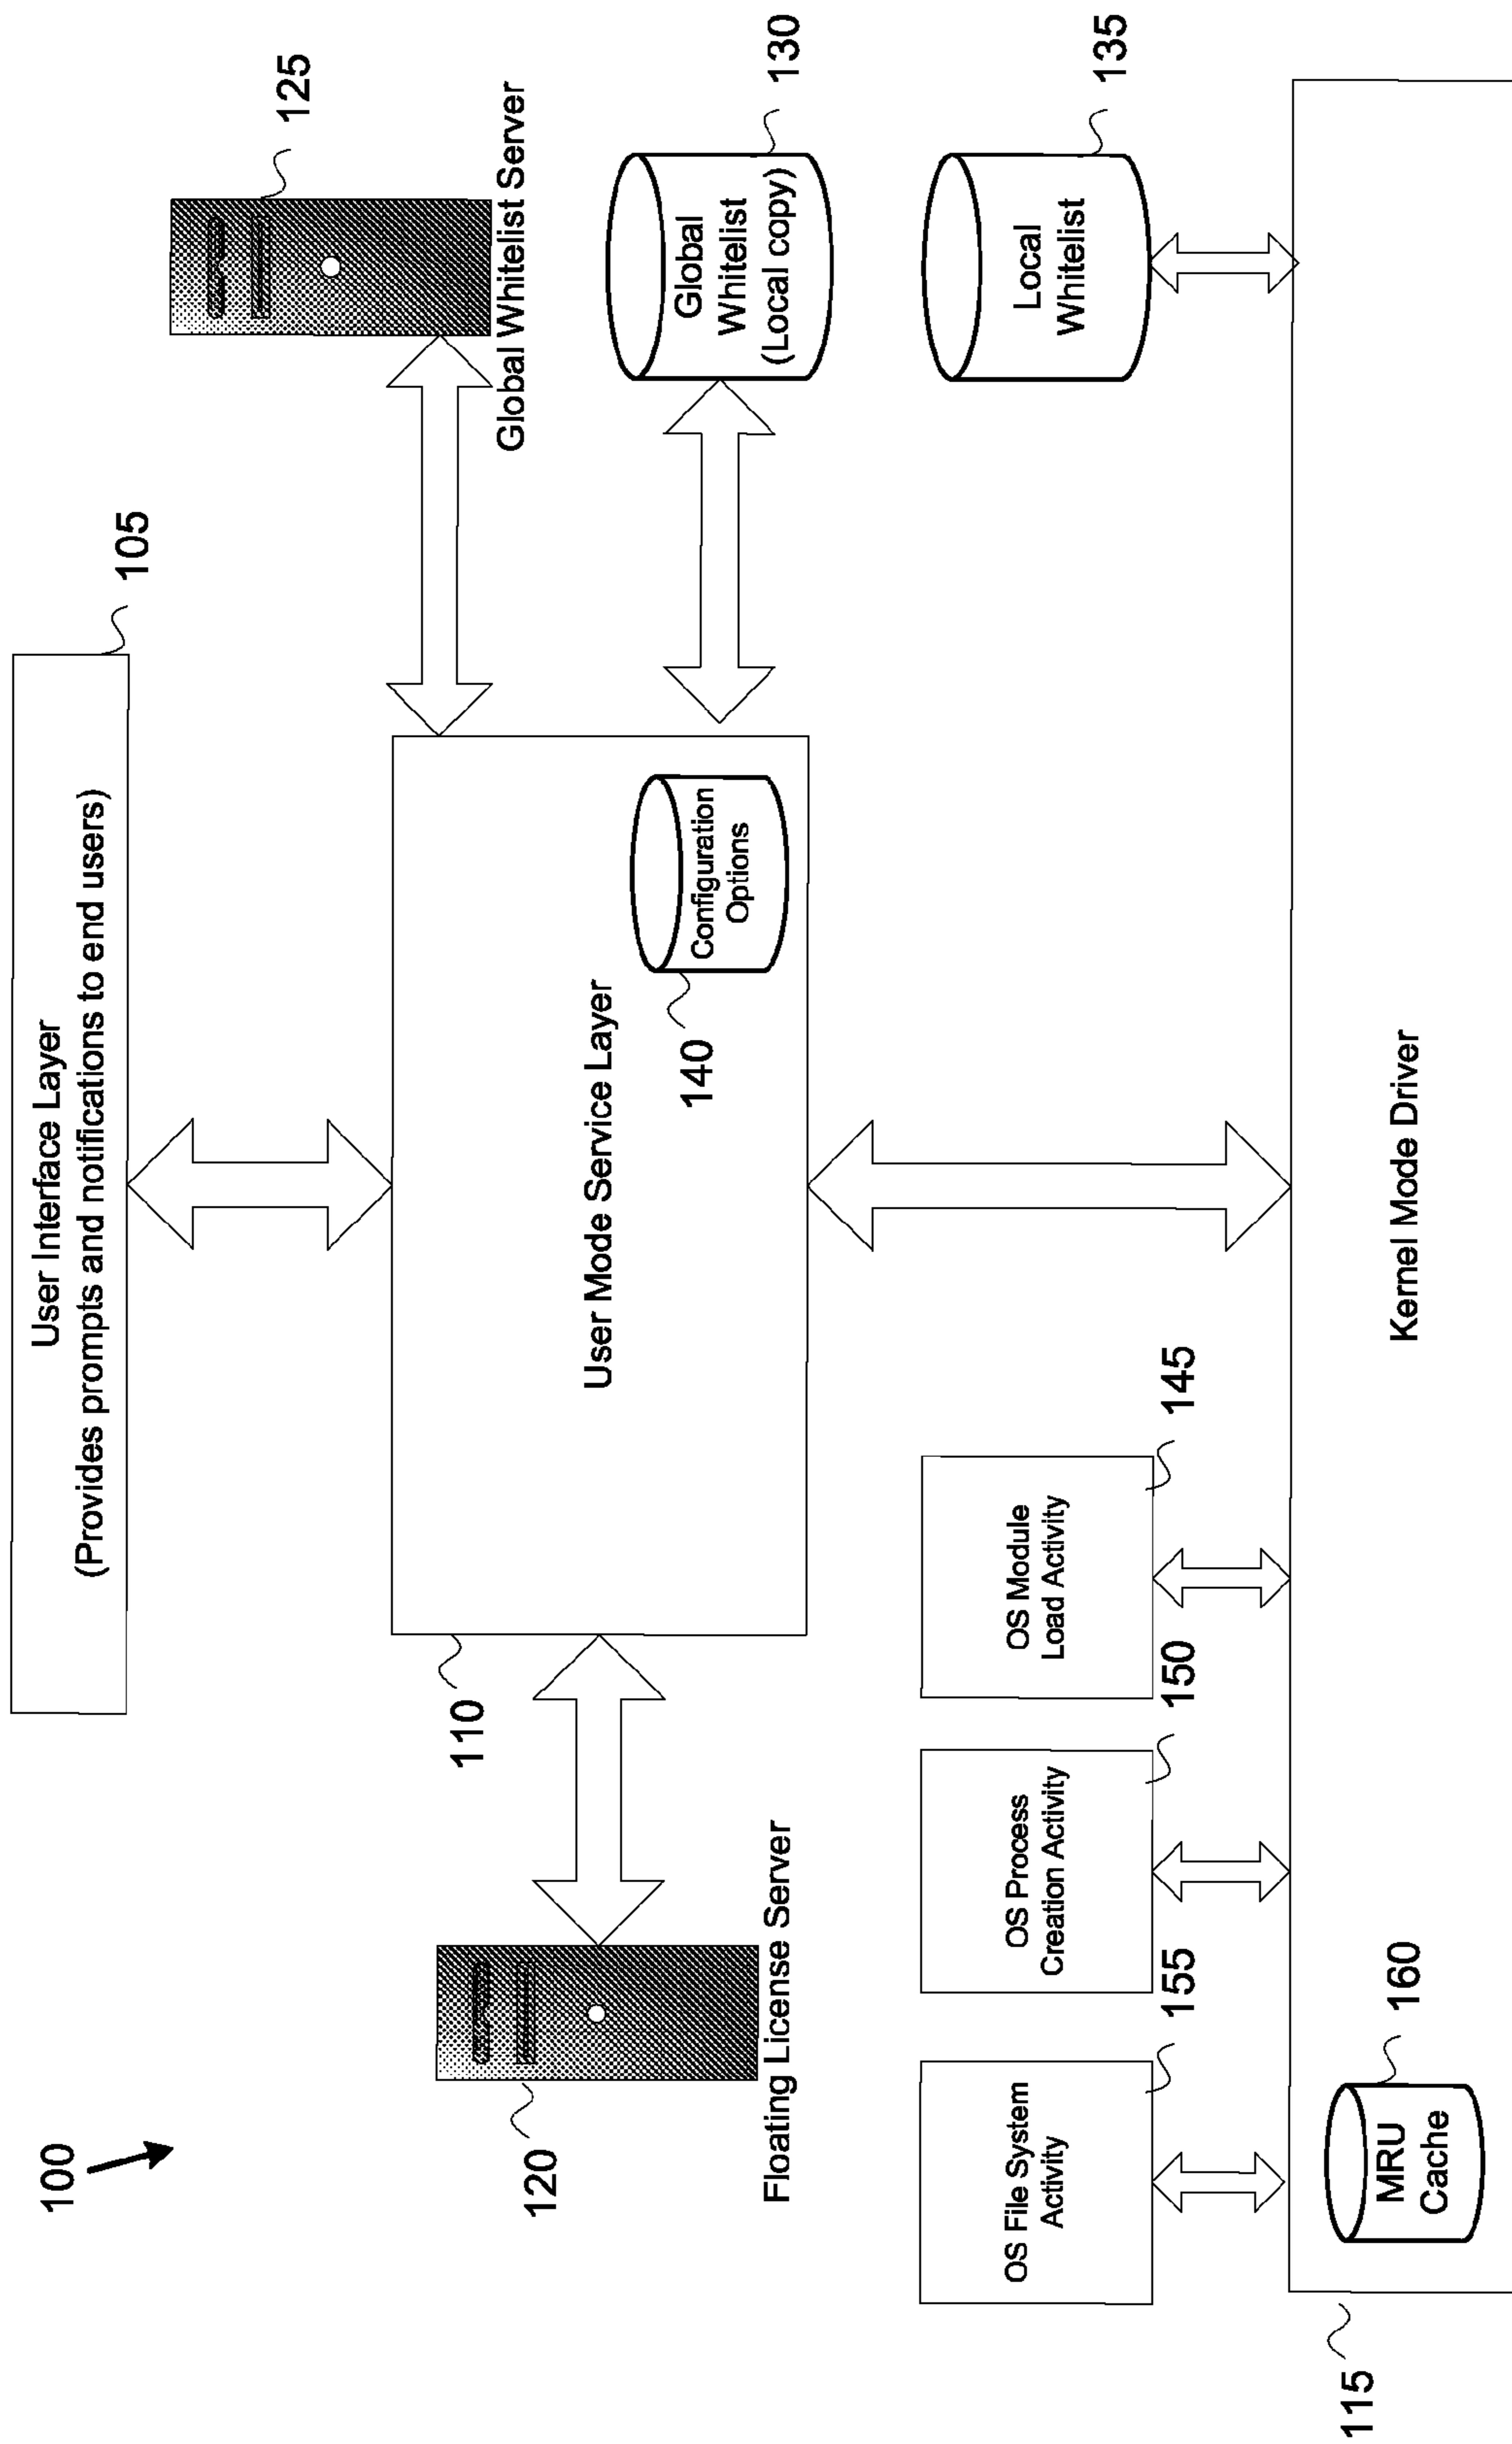 100
User Interface Layer
(Provides prompts and notifications to end users)
105
125
Global Whitelist Server
110
User Mode Service Layer
Configuration
Options
140
120
Floating License Server
Global
Whitelist
(Local copy)
130
OS File System
Activity
155
OS Process
Creation Activity
150
OS Module
Load Activity
145
Local
Whitelist
135
115
MRU
Cache
160
Kernel Mode Driver